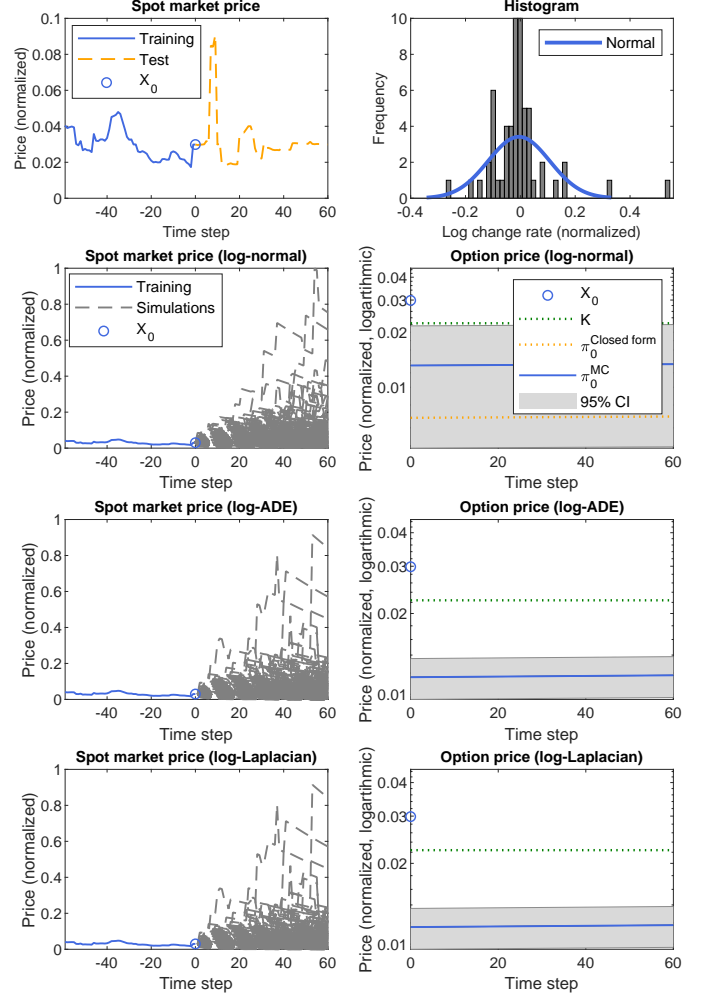 Spot market price
Price (normalized)
0.1
0.08
0.06
0.04
0.02
0
Training
Test
X0
-40 -20 0 20 40 60
Time step
Histogram
Frequency
10
8
6
4
2
0
Normal
-0.4 -0.2 0 0.2 0.4
Log change rate (normalized)
Spot market price (log-normal)
Price (normalized)
1
0.8
0.6
0.4
0.2
0
Training
Simulations
X0
-40 -20 0 20 40 60
Time step
Option price (log-normal)
Price (normalized, logartihmic)
0.04
0.03
0.02
0.01
X0
K
π0Closed form
π0MC
95% CI
0 20 40 60
Time step
Spot market price (log-ADE)
Price (normalized)
1
0.8
0.6
0.4
0.2
0
-40 -20 0 20 40 60
Time step
Option price (log-ADE)
Price (normalized, logartihmic)
0.04
0.03
0.02
0.01
0 20 40 60
Time step
Spot market price (log-Laplacian)
Price (normalized)
1
0.8
0.6
0.4
0.2
0
-40 -20 0 20 40 60
Time step
Option price (log-Laplacian)
Price (normalized, logartihmic)
0.04
0.03
0.02
0.01
0 20 40 60
Time step